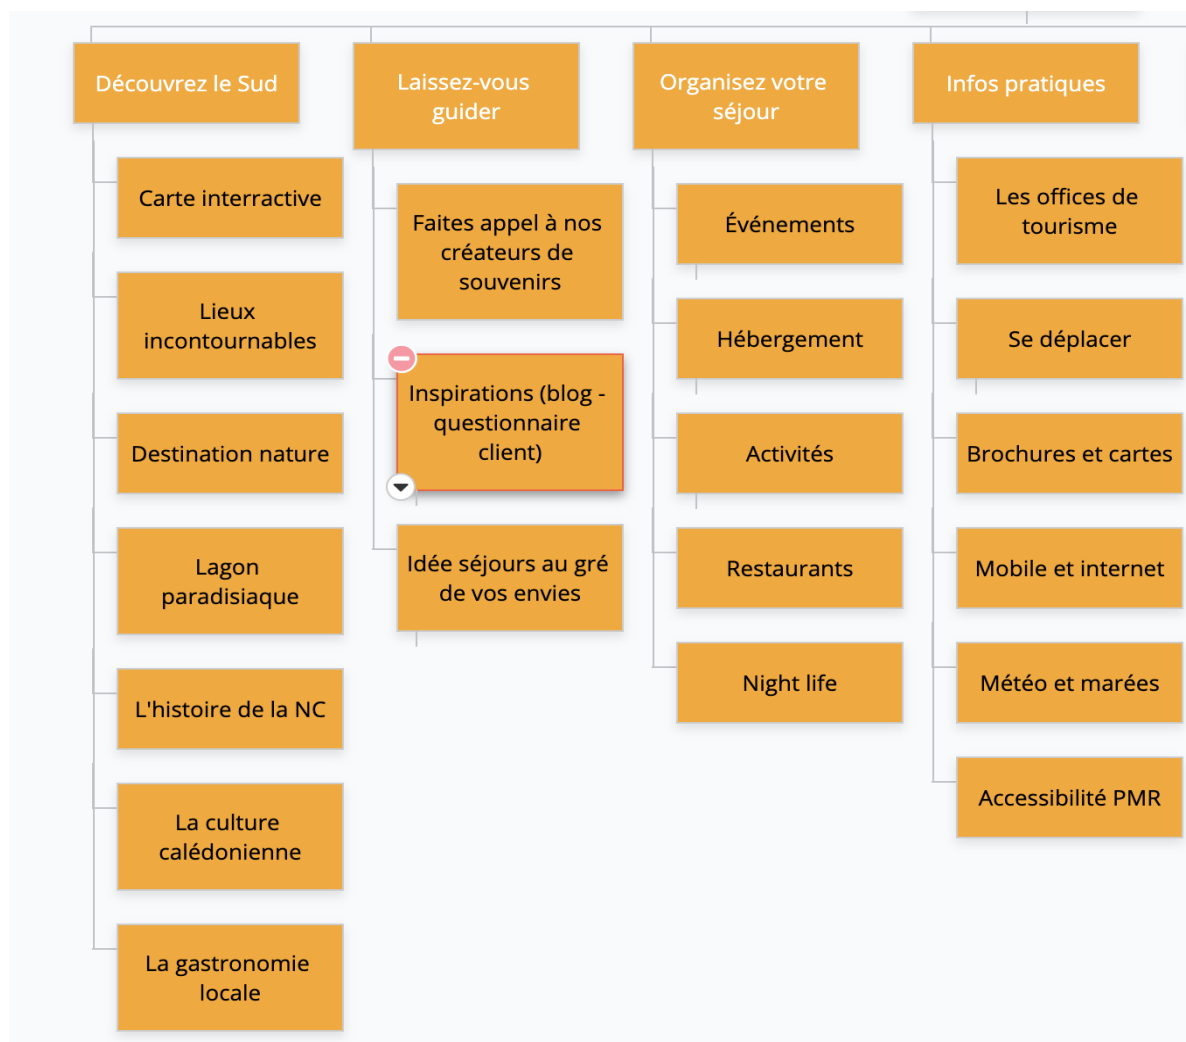 Découvrez le Sud
Carte interractive
Lieux
incontournables
Destination nature
Lagon
paradisiaque
L'histoire de la NC
La culture
calédonienne
La gastronomie
locale
Laissez-vous
guider
Faites appel à nos
créateurs de
souvenirs
Inspirations (blog -
questionnaire
client)
Idée séjours au gré
de vos envies
Organisez votre
séjour
Événements
Hébergement
Activités
Restaurants
Night life
Infos pratiques
Les offices de
tourisme
Se déplacer
Brochures et cartes
Mobile et internet
Météo et marées
Accessibilité PMR